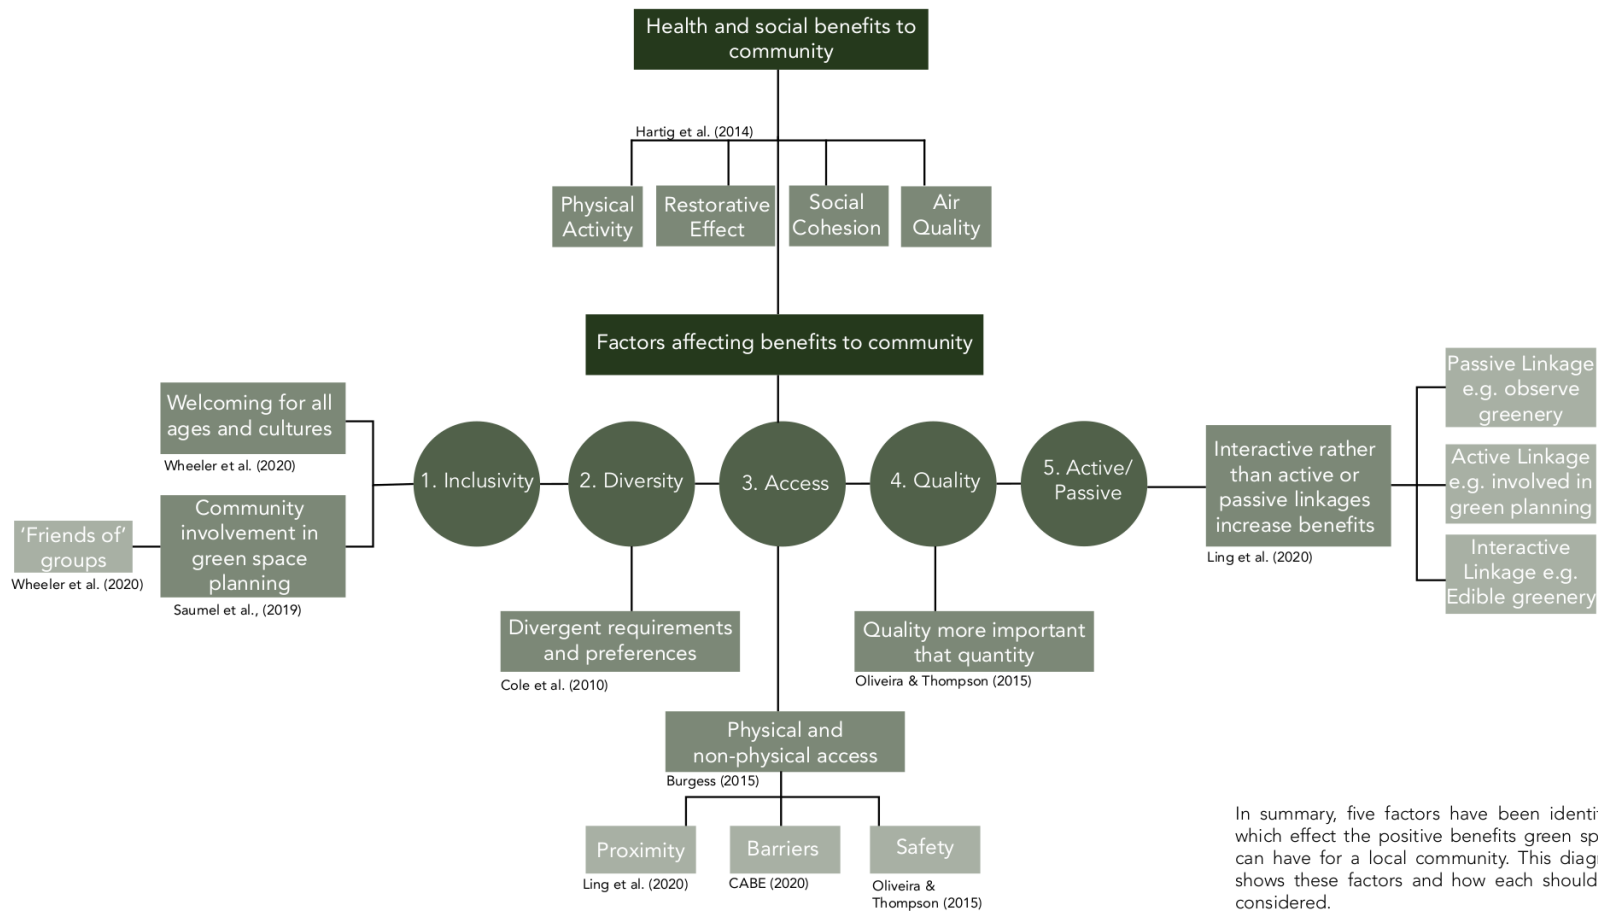 Health and social benefits to
community
Hartig et al. (2014)
Physical
Activity
Restorative
Effect
Social
Cohesion
Air
Quality
Factors affecting benefits to community
Welcoming for all
ages and cultures
Wheeler et al. (2020)
Community
involvement in
green space
planning
Saumel et al., (2019)
‘Friends of’
groups
Wheeler et al. (2020)
1. Inclusivity
2. Diversity
3. Access
4. Quality
5. Active/
Passive
Interactive rather
than active or
passive linkages
increase benefits
Ling et al. (2020)
Passive Linkage
e.g. observe
greenery
Active Linkage
e.g. involved in
green planning
Interactive
Linkage e.g.
Edible greenery
Divergent requirements
and preferences
Cole et al. (2010)
Quality more important
that quantity
Oliveira & Thompson (2015)
Physical and
non-physical access
Burgess (2015)
Proximity
Ling et al. (2020)
Barriers
CABE (2020)
Safety
Oliveira &
Thompson (2015)
In summary, five factors have been
which effect the positive benefits green
can have for a local community. This
shows these factors and how each should
considered.